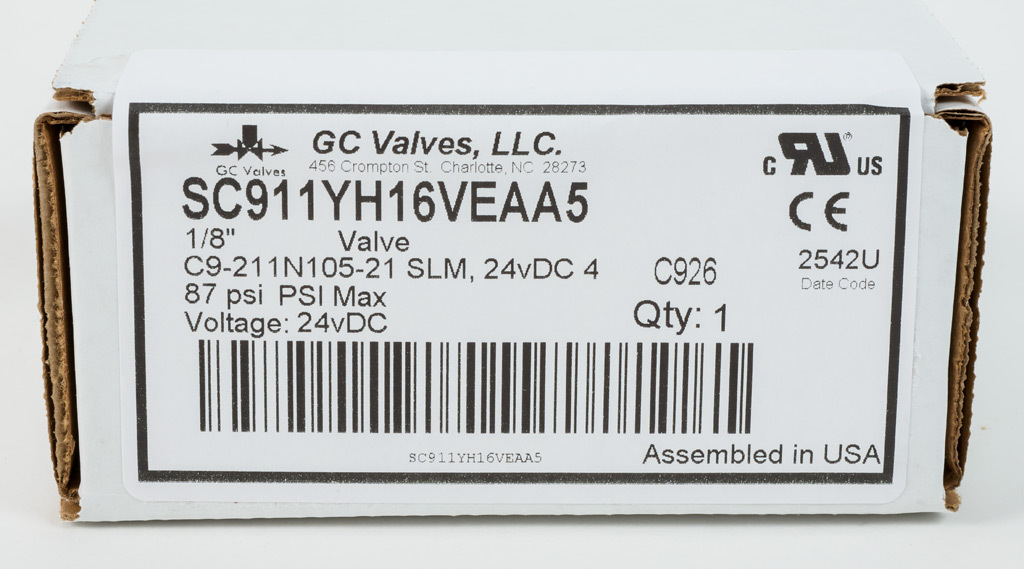 GC Valves, LLC.
456 Crompton St. Charlotte, NC 28273
GC Valves
SC911YH16VEAA5
1/8" Valve
C9-211N105-21 SLM, 24vDC 4
87 psi PSI Max
Voltage: 24vDC
C926
Qty: 1
C RU® US
CE
2542U
Date Code
SC911YH16VEAA5
Assembled in USA